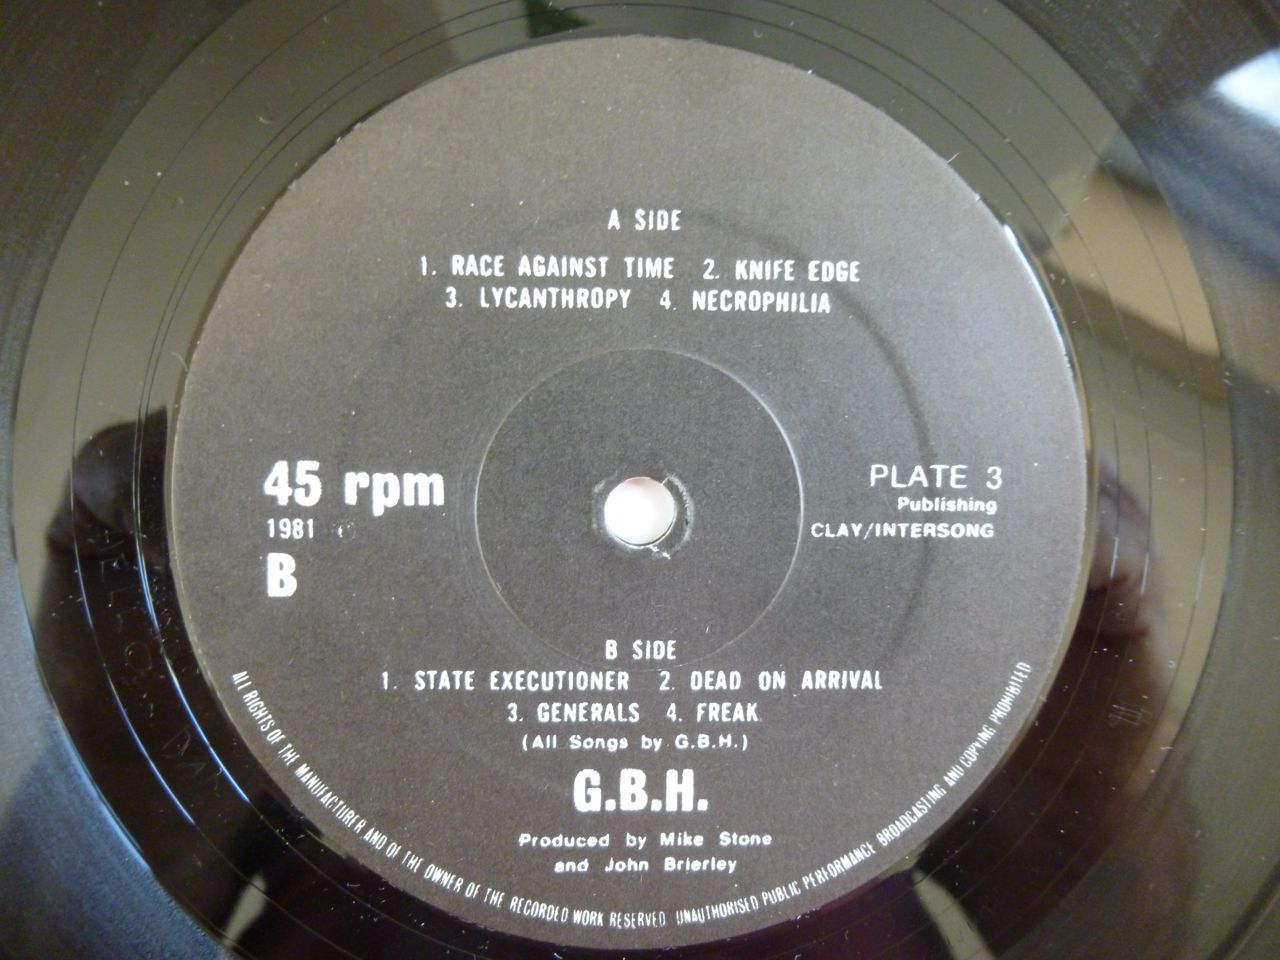 A SIDE
1. RACE AGAINST TIME 2. KNIFE EDGE
3. LYCANTHROPY 4. NECROPHILIA
45 rpm
1981 ℗
B
PLATE 3
Publishing
CLAY/INTERSONG
B SIDE
1. STATE EXECUTIONER 2. DEAD ON ARRIVAL
3. GENERALS 4. FREAK
(All Songs by G.B.H.)
G.B.H.
Produced by Mike Stone
and John Brierley
ALL RIGHTS OF THE MANUFACTURER AND OF THE OWNER OF THE RECORDED WORK RESERVED UNAUTHORISED PUBLIC PERFORMANCE BROADCASTING AND COPYING PROHIBITED